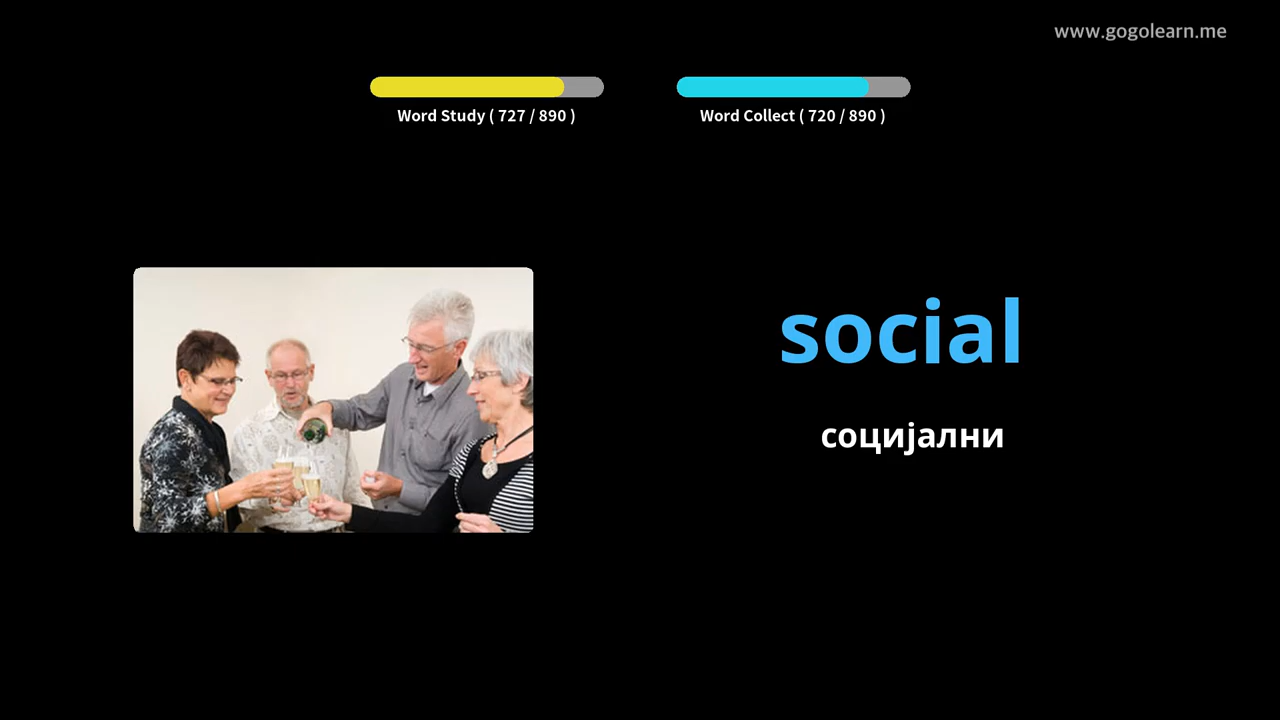 www.gogolearn.me
Word Study ( 727 / 890 )
Word Collect ( 720 / 890 )
social
социјални